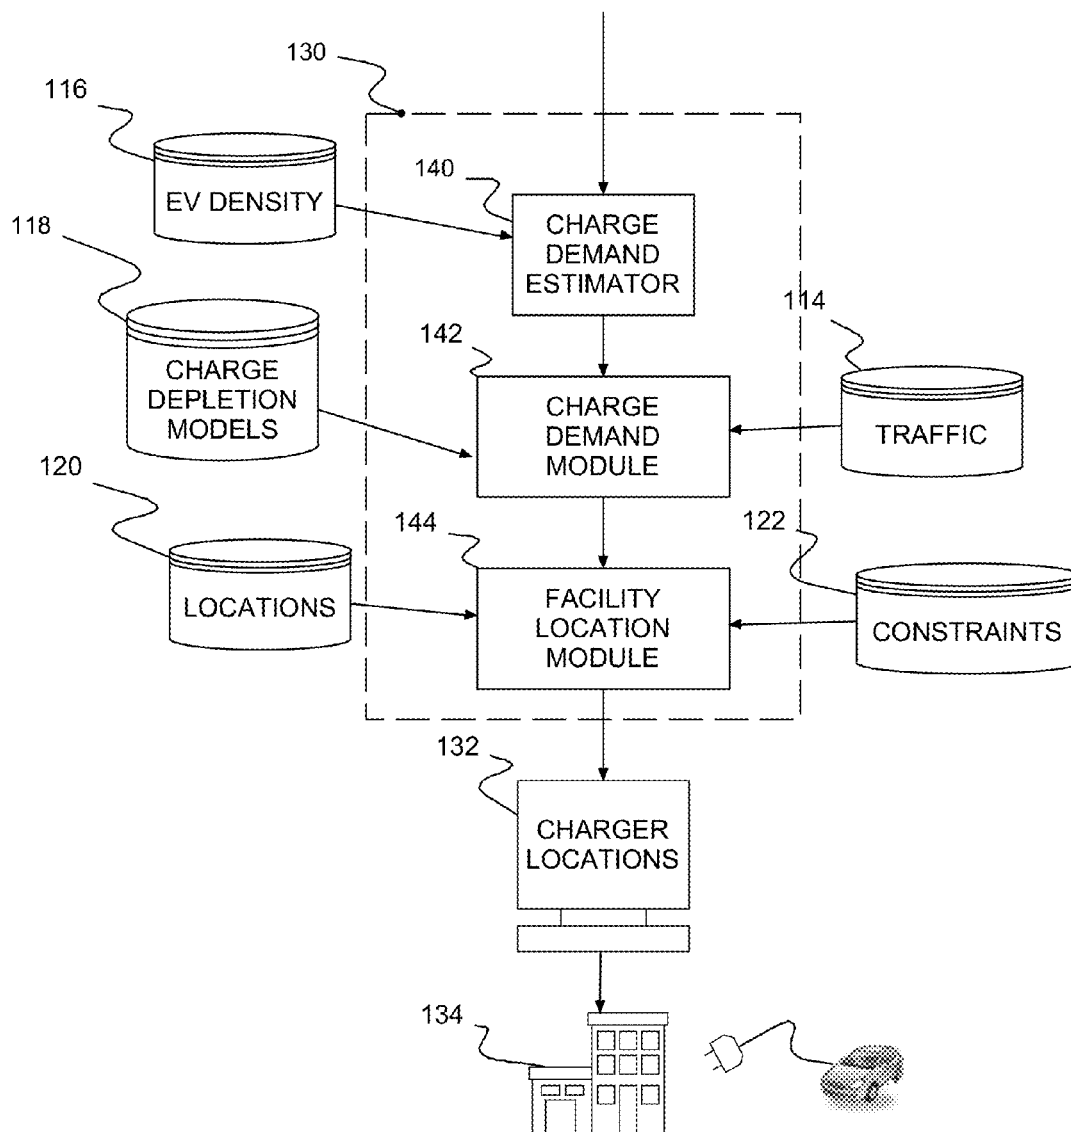 130
116
EV DENSITY
140
CHARGE
DEMAND
ESTIMATOR
118
CHARGE
DEPLETION
MODELS
142
CHARGE
DEMAND
MODULE
114
TRAFFIC
120
LOCATIONS
144
FACILITY
LOCATION
MODULE
122
CONSTRAINTS
132
CHARGER
LOCATIONS
134